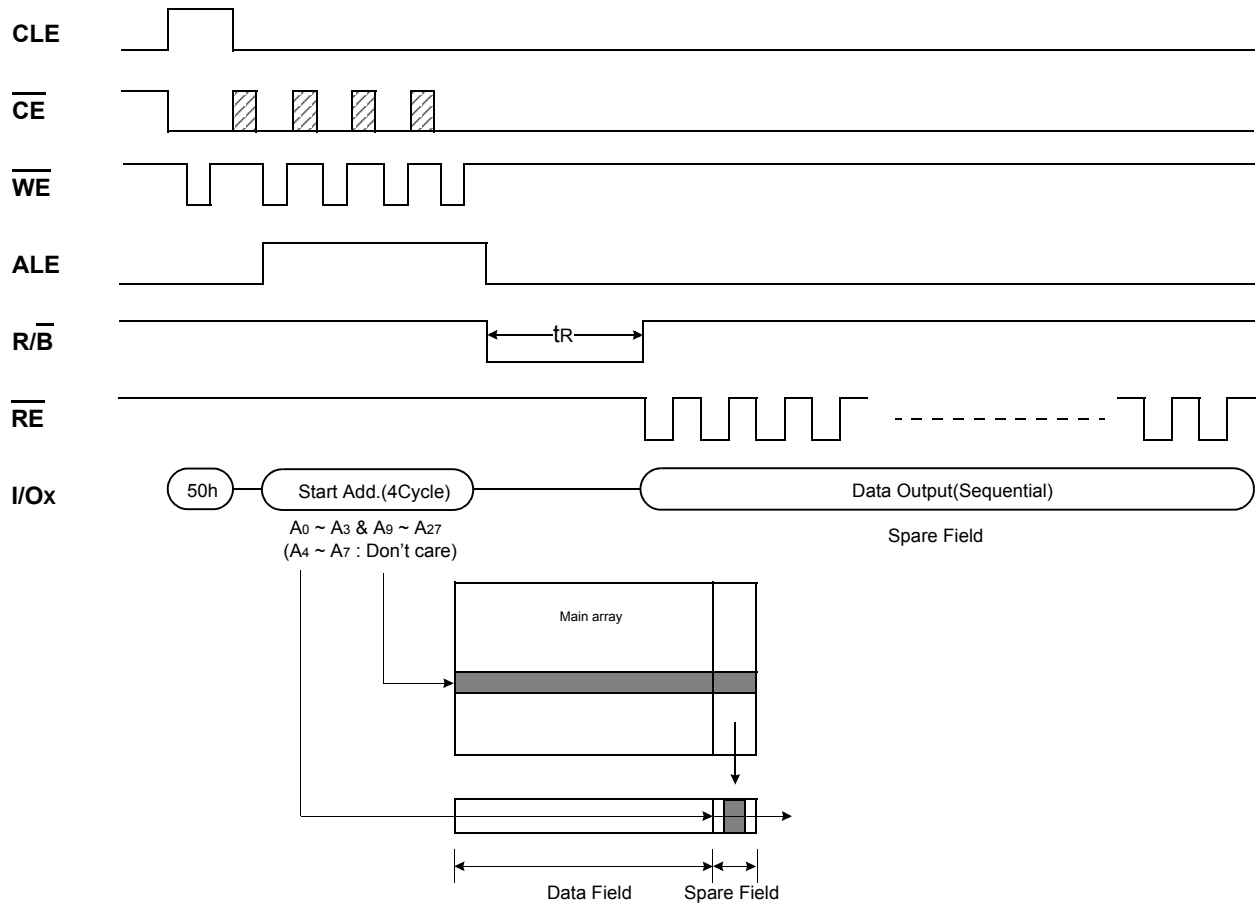 CLE
CE
WE
ALE
R/B
tR
RE
I/Ox
50h
Start Add.(4Cycle)
Data Output(Sequential)
A0 ~ A3 & A9 ~ A27
(A4 ~ A7 : Don't care)
Spare Field
Main array
Data Field
Spare Field